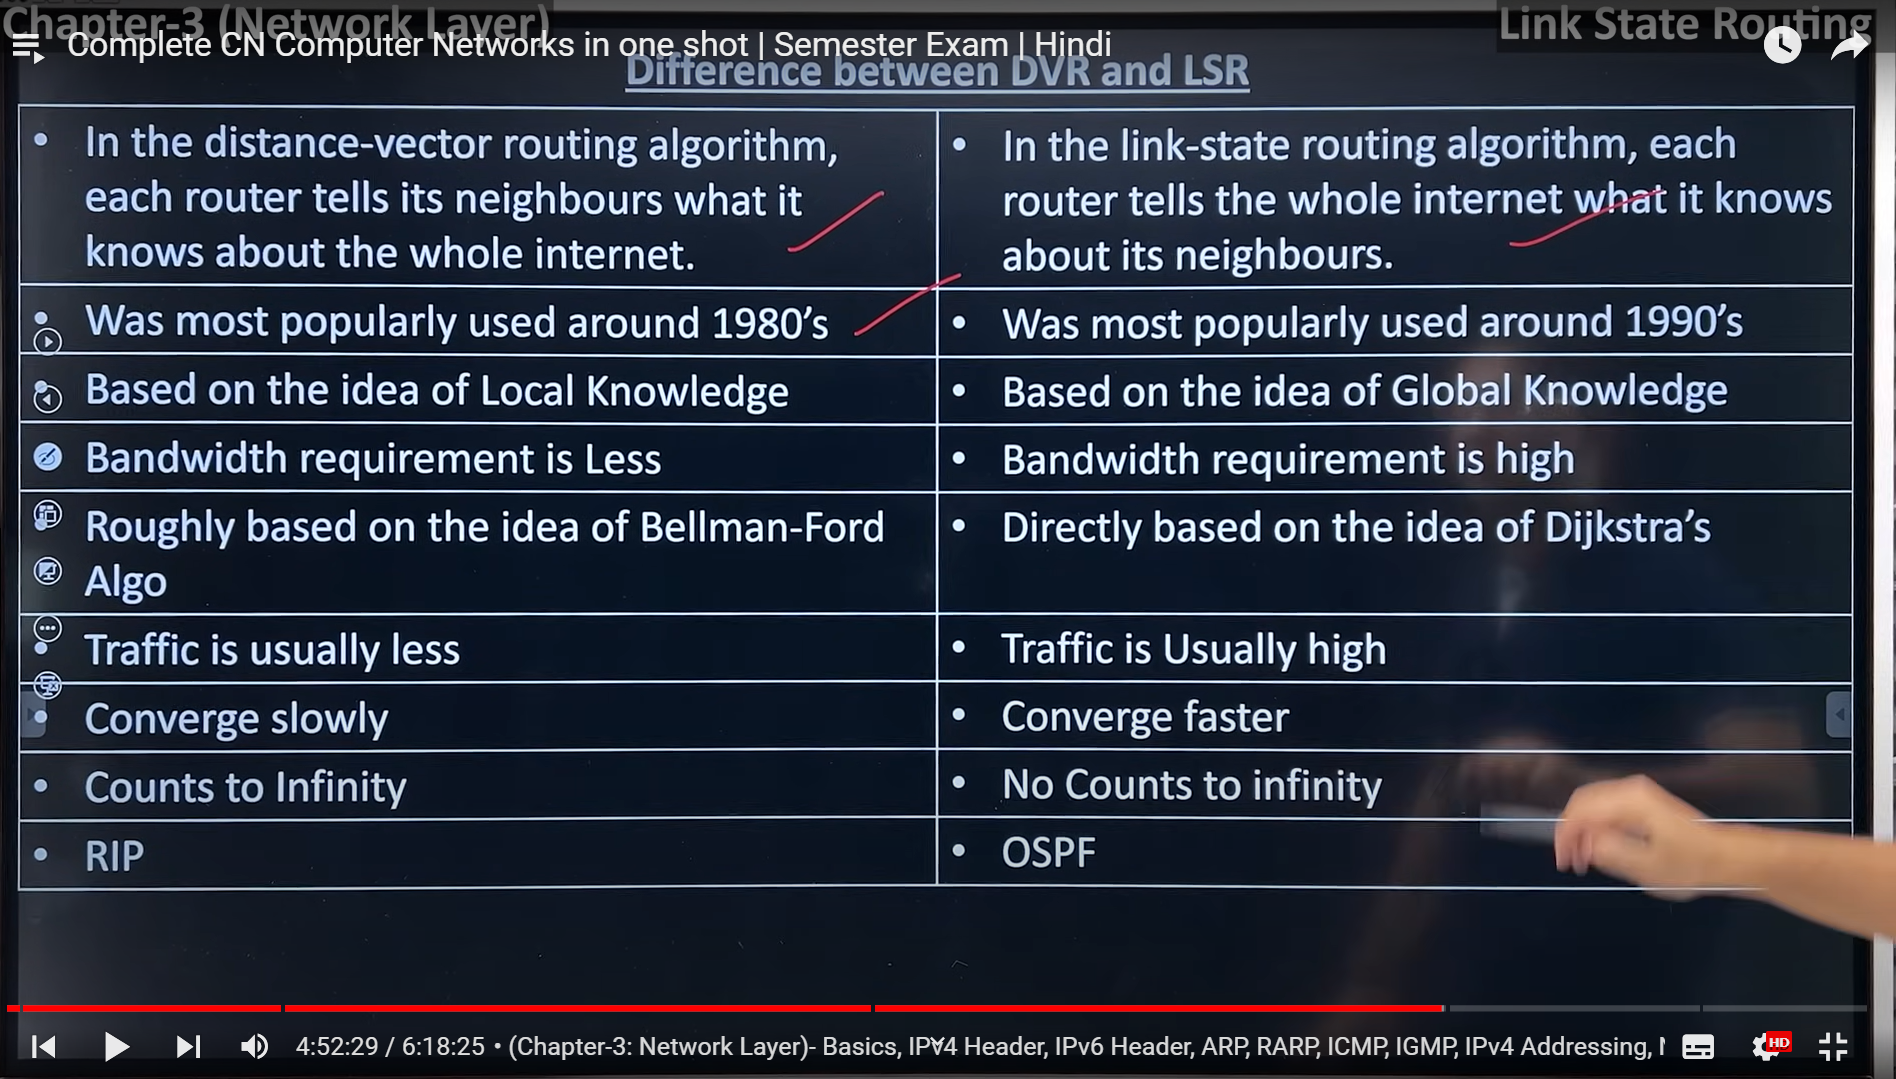 Chapter-3 (Network Layer)
Link State Routing
Complete CN Computer Networks in one shot | Semester Exam | Hindi
Difference between DVR and LSR
• In the distance-vector routing algorithm,
each router tells its neighbours what it
knows about the whole internet.
• In the link-state routing algorithm, each
router tells the whole internet what it knows
about its neighbours.
• Was most popularly used around 1980’s
• Was most popularly used around 1990’s
• Based on the idea of Local Knowledge
• Based on the idea of Global Knowledge
Bandwidth requirement is Less
• Bandwidth requirement is high
• Roughly based on the idea of Bellman-Ford
Algo
• Directly based on the idea of Dijkstra’s
• Traffic is usually less
• Traffic is Usually high
• Converge slowly
• Converge faster
• Counts to Infinity
• No Counts to infinity
• RIP
• OSPF
4:52:29 / 6:18:25 • (Chapter-3: Network Layer)- Basics, IPv4 Header, IPv6 Header, ARP, RARP, ICMP, IGMP, IPv4 Addressing,
HD